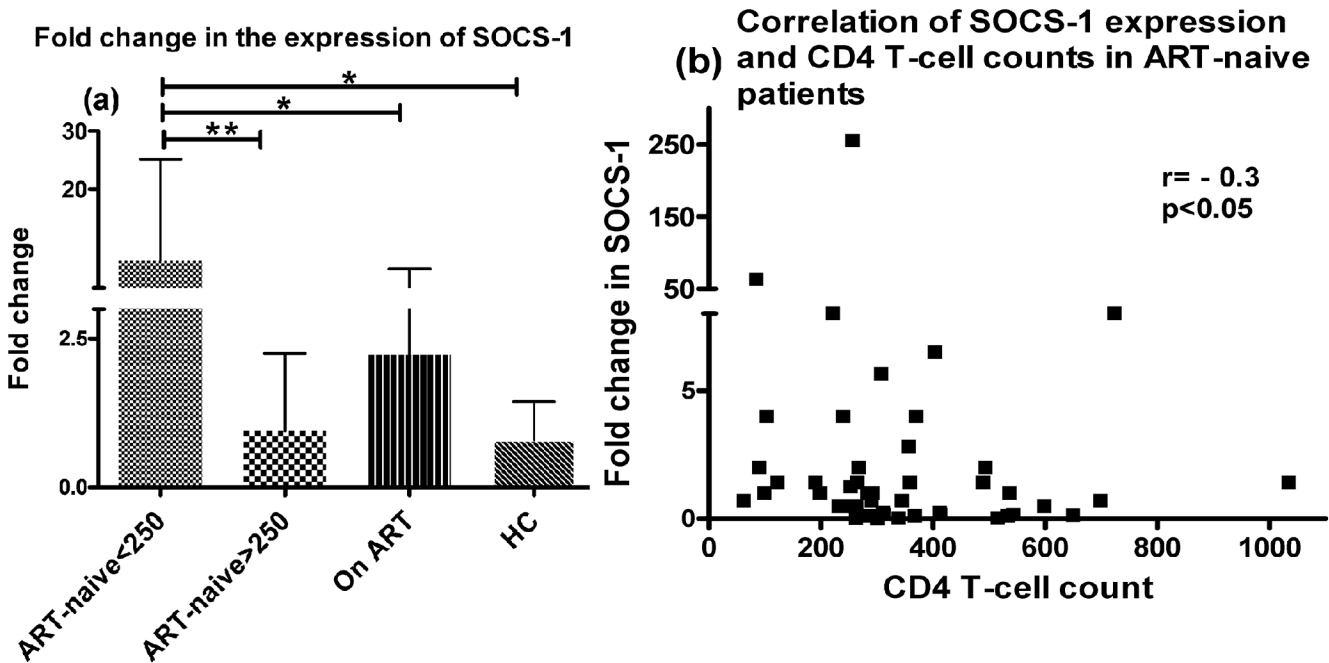 Fold change in the expression of SOCS-1
(a)
*
*
**
30
20
2.5
0.0
Fold change
ART-naive<250
ART-naive>250
On ART
HC
(b)
Correlation of SOCS-1 expression
and CD4 T-cell counts in ART-naive
patients
r= - 0.3
p<0.05
250
150
50
5
0
Fold change in SOCS-1
0 200 400 600 800 1000
CD4 T-cell count